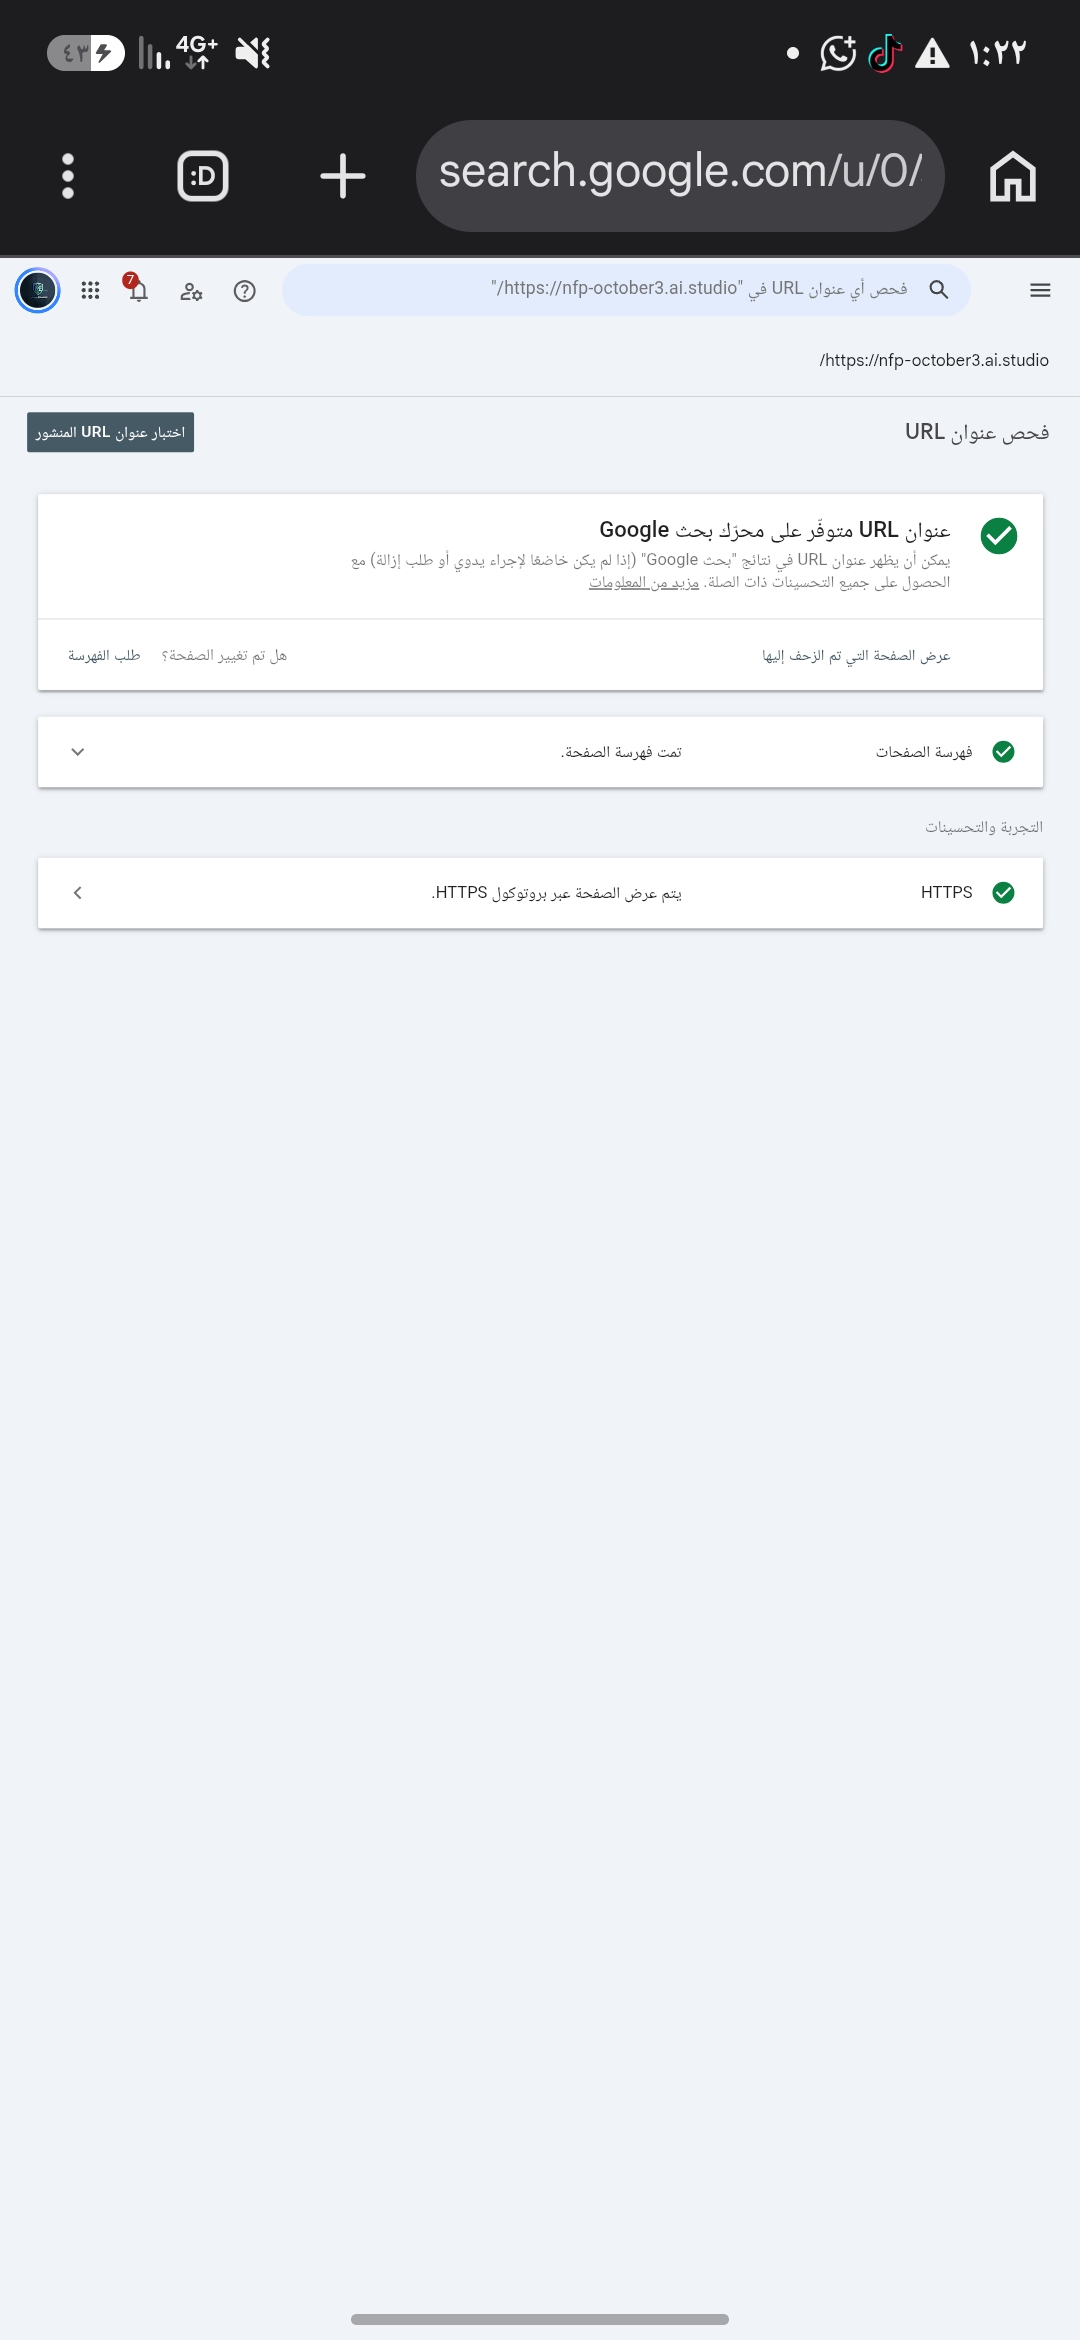 ١:٢٢
4G+
٤٣
search.google.com/u/0/
:D
فحص أي عنوان URL في "https://nfp-october3.ai.studio/"
7
https://nfp-october3.ai.studio/
فحص عنوان URL
اختبار عنوان URL المنشور
عنوان URL متوفّر على محرّك بحث Google
يمكن أن يظهر عنوان URL في نتائج "بحث Google" (إذا لم يكن خاضعًا لإجراء يدوي أو طلب إزالة) مع
الحصول على جميع التحسينات ذات الصلة. مزيد من المعلومات
عرض الصفحة التي تم الزحف إليها
هل تم تغيير الصفحة؟
طلب الفهرسة
فهرسة الصفحات
تمت فهرسة الصفحة.
التجربة والتحسينات
HTTPS
يتم عرض الصفحة عبر بروتوكول HTTPS.